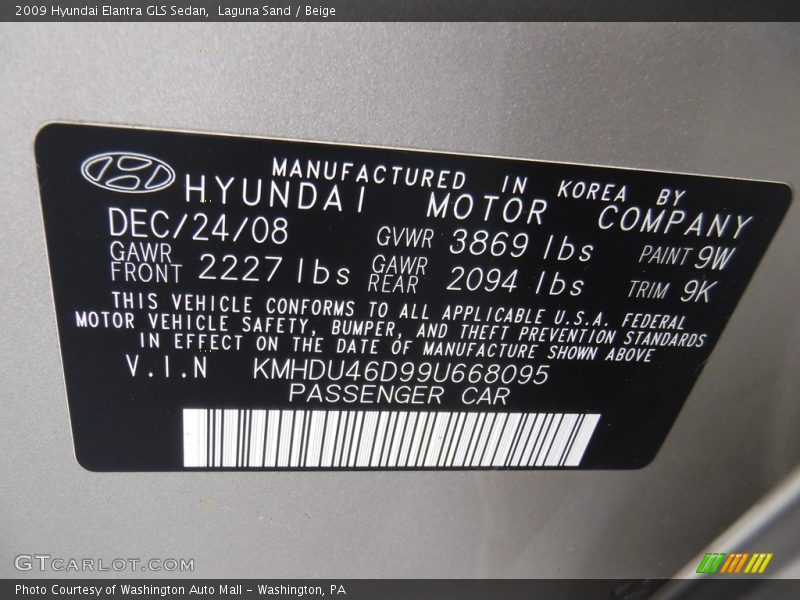 2009 Hyundai Elantra GLS Sedan,  Laguna Sand / Beige
MANUFACTURED IN KOREA BY
HYUNDAI MOTOR COMPANY
DEC/24/08 GVWR 3869 lbs PAINT 9W
GAWR FRONT 2227 lbs GAWR REAR 2094 lbs TRIM 9K
THIS VEHICLE CONFORMS TO ALL APPLICABLE U.S.A. FEDERAL
MOTOR VEHICLE SAFETY, BUMPER, AND THEFT PREVENTION STANDARDS
IN EFFECT ON THE DATE OF MANUFACTURE SHOWN ABOVE
V.I.N KMHDU46D99U668095
PASSENGER CAR
GTCARLOT.COM
Photo Courtesy of Washington Auto Mall – Washington, PA